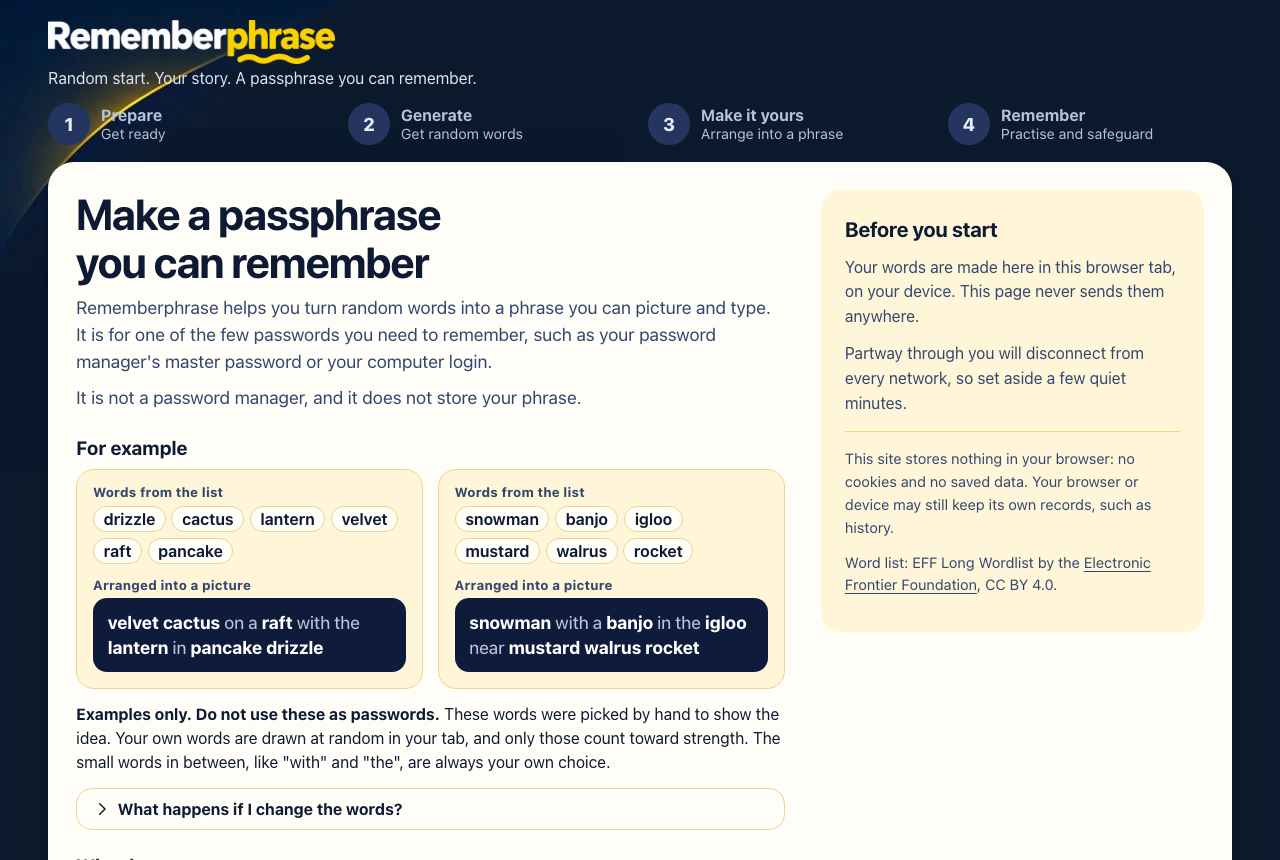 Rememberphrase
Random start. Your story. A passphrase you can remember.
1
Prepare
Get ready
2
Generate
Get random words
3
Make it yours
Arrange into a phrase
4
Remember
Practise and safeguard
Make a passphrase
you can remember
Rememberphrase helps you turn random words into a phrase you can picture and type.
It is for one of the few passwords you need to remember, such as your password
manager's master password or your computer login.
It is not a password manager, and it does not store your phrase.
For example
Words from the list
drizzle cactus lantern velvet
raft pancake
Arranged into a picture
velvet cactus on a raft with the
lantern in pancake drizzle
Words from the list
snowman banjo igloo
mustard walrus rocket
Arranged into a picture
snowman with a banjo in the igloo
near mustard walrus rocket
Examples only. Do not use these as passwords. These words were picked by hand to show the
idea. Your own words are drawn at random in your tab, and only those count toward strength. The
small words in between, like "with" and "the", are always your own choice.
What happens if I change the words?
Before you start
Your words are made here in this browser tab,
on your device. This page never sends them
anywhere.
Partway through you will disconnect from
every network, so set aside a few quiet
minutes.
This site stores nothing in your browser: no
cookies and no saved data. Your browser or
device may still keep its own records, such as
history.
Word list: EFF Long Wordlist by the Electronic
Frontier Foundation, CC BY 4.0.